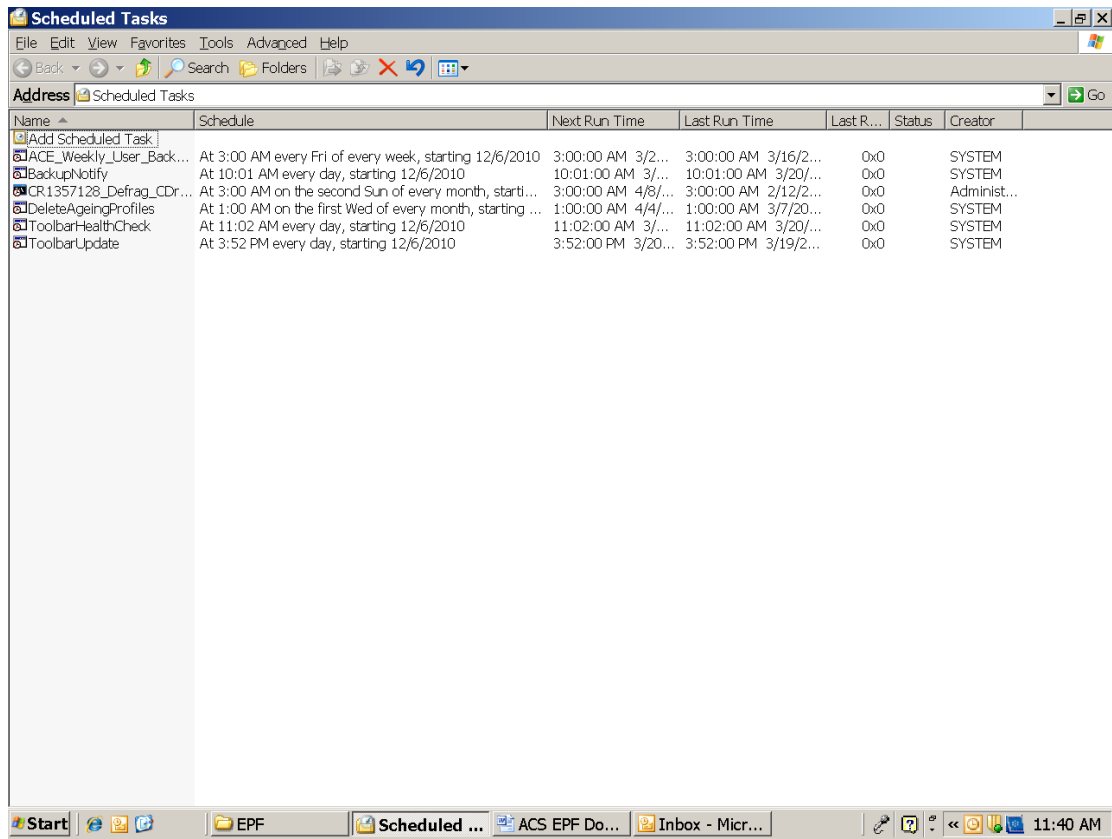 Scheduled Tasks
File Edit View Favorites Tools Advanced Help
Back Search Folders
Address Scheduled Tasks Go
Name Schedule Next Run Time Last Run Time Last R... Status Creator
Add Scheduled Task
ACE_Weekly_User_Back... At 3:00 AM every Fri of every week, starting 12/6/2010 3:00:00 AM 3/2... 3:00:00 AM 3/16/2... 0x0 SYSTEM
BackupNotify At 10:01 AM every day, starting 12/6/2010 10:01:00 AM 3/... 10:01:00 AM 3/20/... 0x0 SYSTEM
CR1357128_Defrag_CDr... At 3:00 AM on the second Sun of every month, starti... 3:00:00 AM 4/8/... 3:00:00 AM 2/12/2... 0x0 Administ...
DeleteAgeingProfiles At 1:00 AM on the first Wed of every month, starting ... 1:00:00 AM 4/4/... 1:00:00 AM 3/7/20... 0x0 SYSTEM
ToolbarHealthCheck At 11:02 AM every day, starting 12/6/2010 11:02:00 AM 3/... 11:02:00 AM 3/20/... 0x0 SYSTEM
ToolbarUpdate At 3:52 PM every day, starting 12/6/2010 3:52:00 PM 3/20... 3:52:00 PM 3/19/2... 0x0 SYSTEM
Start EPF Scheduled ... ACS EPF Do... Inbox - Micr... 11:40 AM